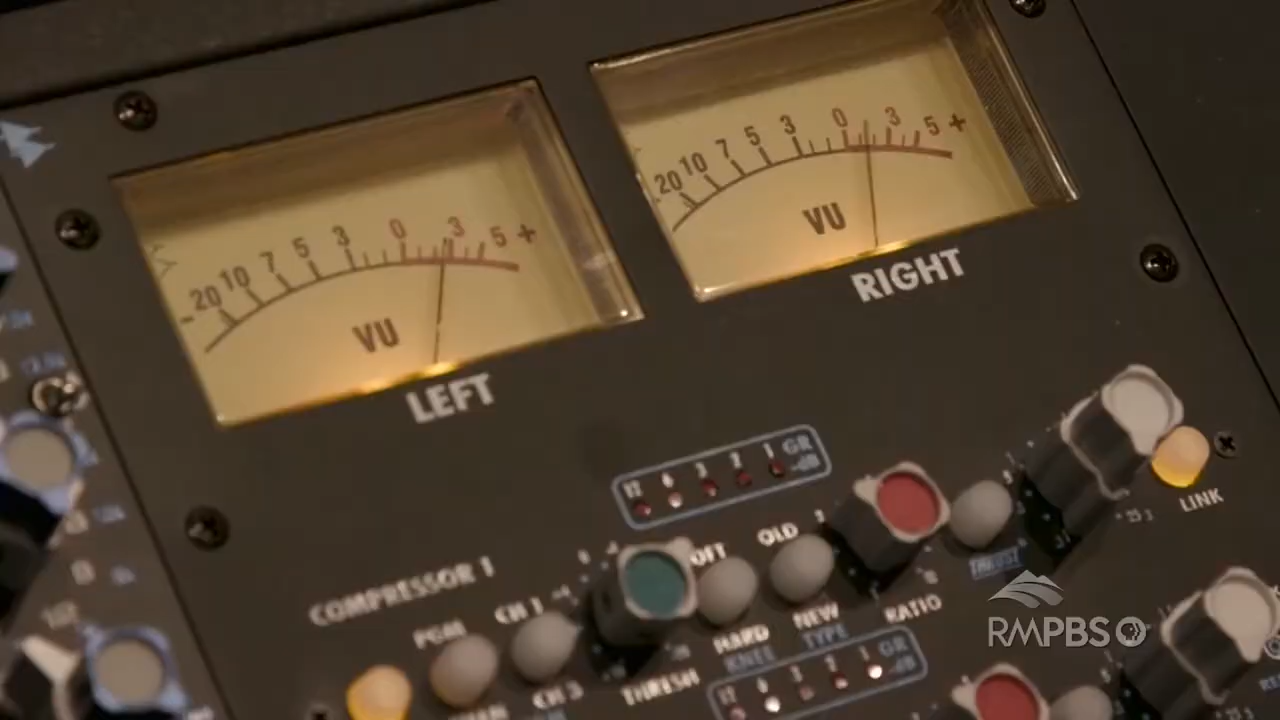 - 20 10 7 5 3 0 3 5 +
VU
LEFT
20 10 7 5 3 0 3 5 +
VU
RIGHT
12 6 3 2 1 GR
-dB
LINK
COMPRESSOR 1
PGM
CH 1
OLD
HARD
KNEE
NEW
TYPE
RATIO
THRUST
THRESH
12 6 3 2 1 GR
-dB
RMPBS